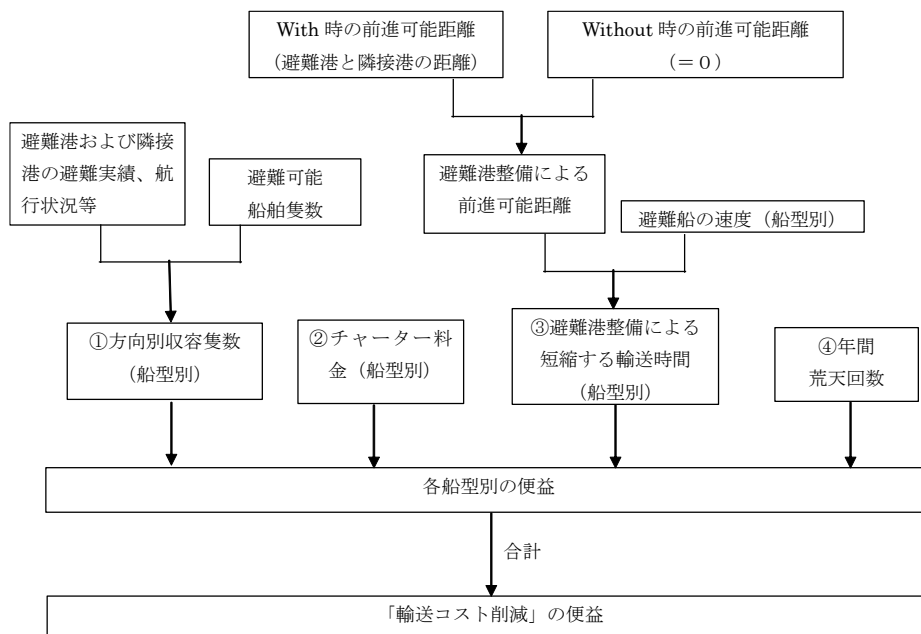 With 時の前進可能距離
（避難港と隣接港の距離）
Without 時の前進可能距離
（＝０）
避難港および隣接
港の避難実績、航
行状況等
避難可能
船舶隻数
避難港整備による
前進可能距離
避難船の速度（船型別）
①方向別収容隻数
（船型別）
②チャーター料
金（船型別）
③避難港整備による
短縮する輸送時間
（船型別）
④年間
荒天回数
各船型別の便益
合計
「輸送コスト削減」の便益